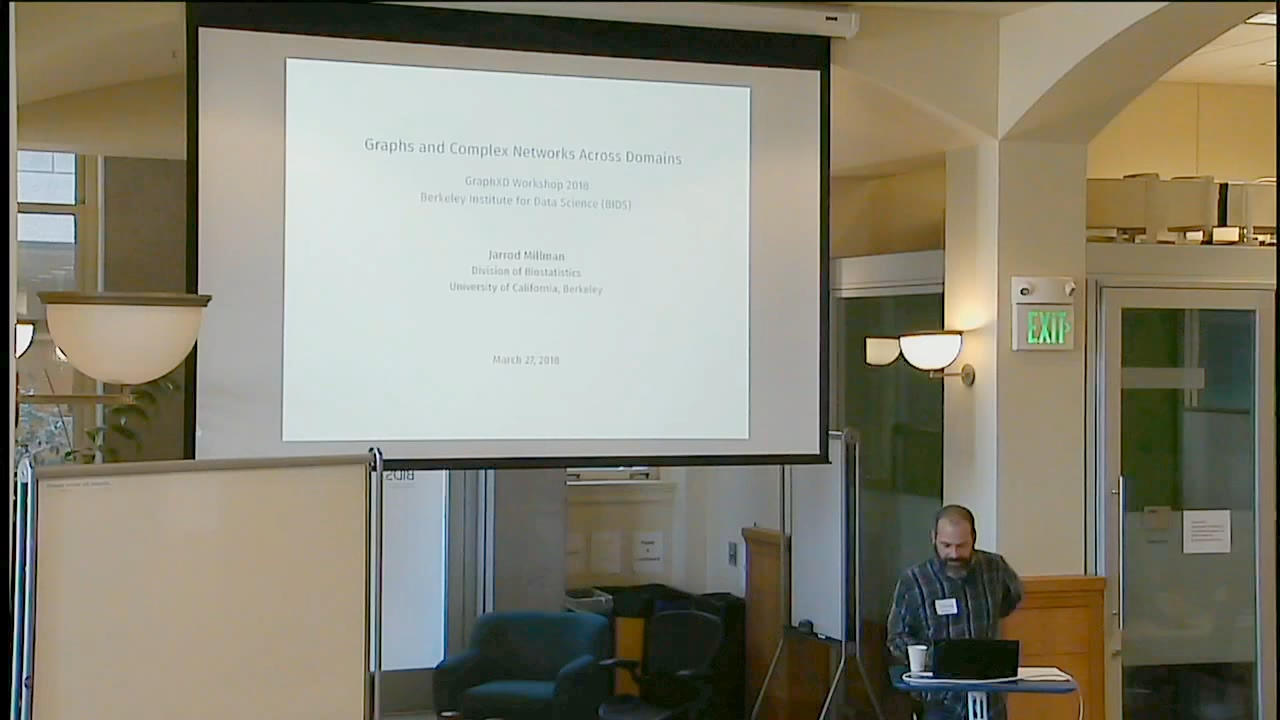 Graphs and Complex Networks Across Domains
GraphXD Workshop 2018
Berkeley Institute for Data Science (BIDS)
Jarrod Millman
Division of Biostatistics
University of California, Berkeley
March 27, 2018
EXIT
BIDS